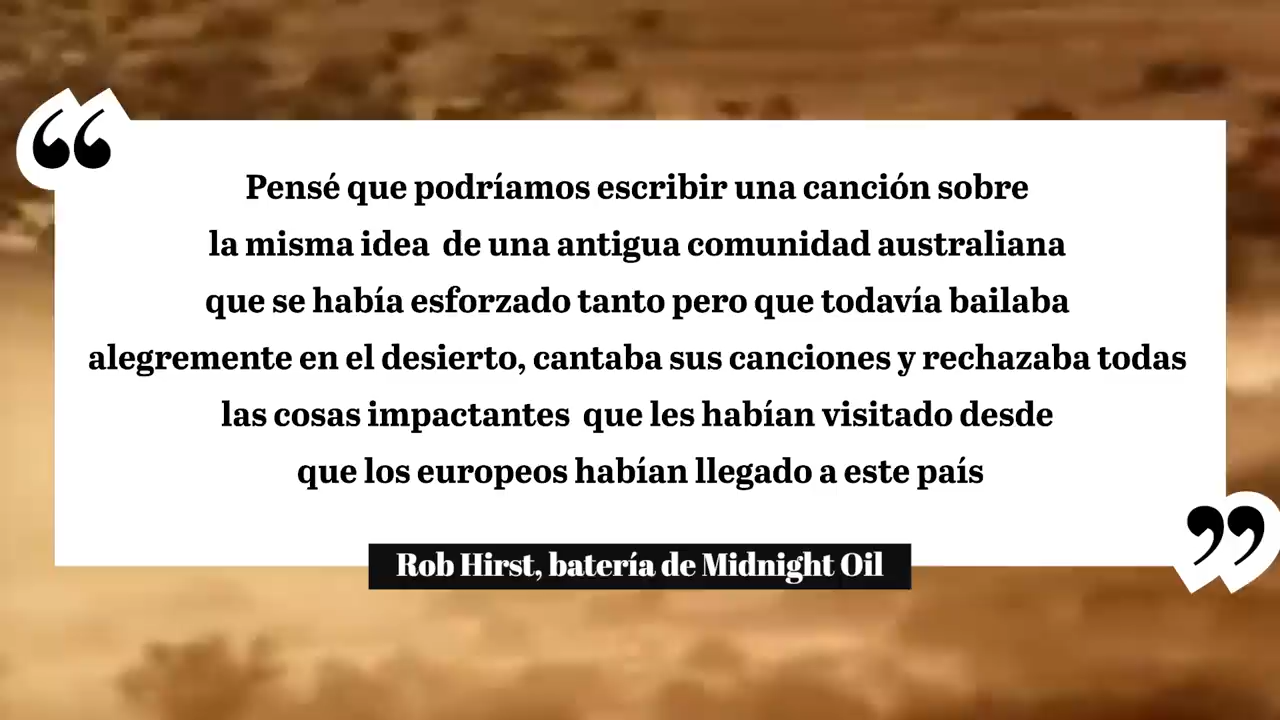 “
Pensé que podríamos escribir una canción sobre
la misma idea  de una antigua comunidad australiana
que se había esforzado tanto pero que todavía bailaba
alegremente en el desierto, cantaba sus canciones y rechazaba todas
las cosas impactantes  que les habían visitado desde
que los europeos habían llegado a este país
”
Rob Hirst, batería de Midnight Oil